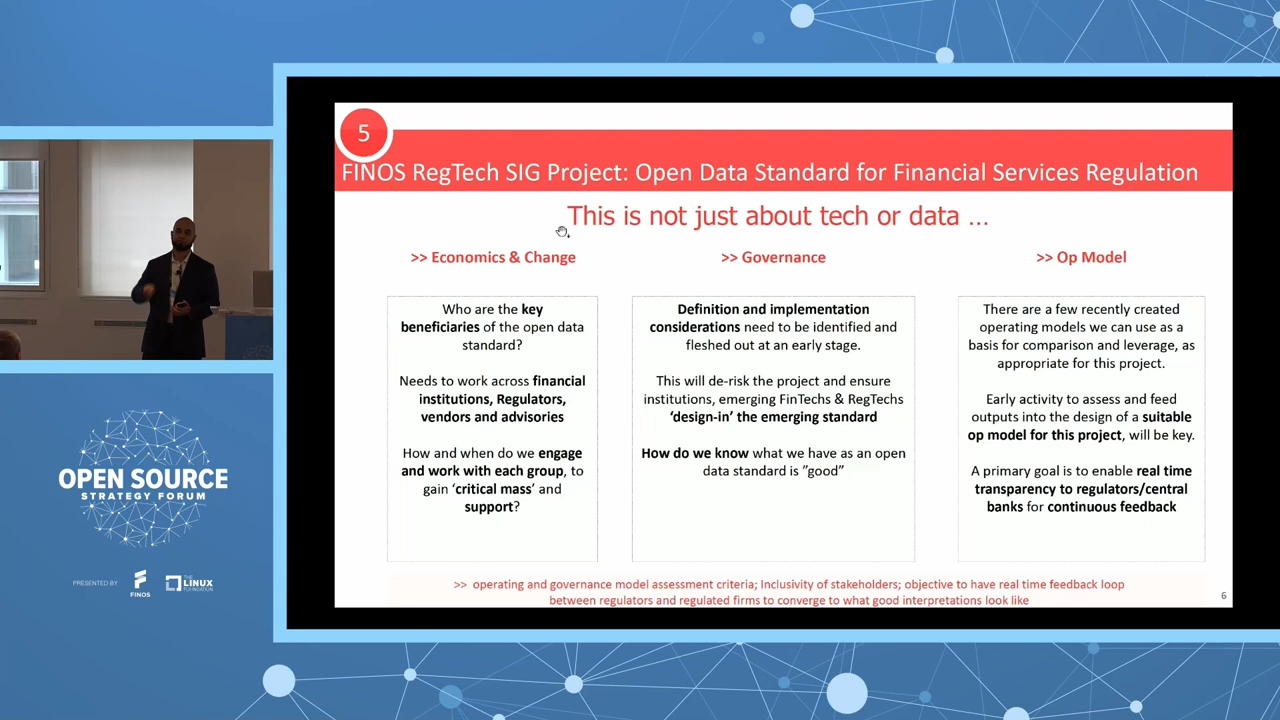 5
FINOS RegTech SIG Project: Open Data Standard for Financial Services Regulation
This is not just about tech or data ...
>> Economics & Change
Who are the key
beneficiaries of the open data
standard?
Needs to work across financial
institutions, Regulators,
vendors and advisories
How and when do we engage
and work with each group, to
gain ‘critical mass’ and
support?
>> Governance
Definition and implementation
considerations need to be identified and
fleshed out at an early stage.
This will de-risk the project and ensure
institutions, emerging FinTechs & RegTechs
‘design-in’ the emerging standard
How do we know what we have as an open
data standard is ”good”
>> Op Model
There are a few recently created
operating models we can use as a
basis for comparison and leverage, as
appropriate for this project.
Early activity to assess and feed
outputs into the design of a suitable
op model for this project, will be key.
A primary goal is to enable real time
transparency to regulators/central
banks for continuous feedback
>> operating and governance model assessment criteria; Inclusivity of stakeholders; objective to have real time feedback loop
between regulators and regulated firms to converge to what good interpretations look like
6
OPEN SOURCE
STRATEGY FORUM
PRESENTED BY
FINOS
THE
LINUX
FOUNDATION